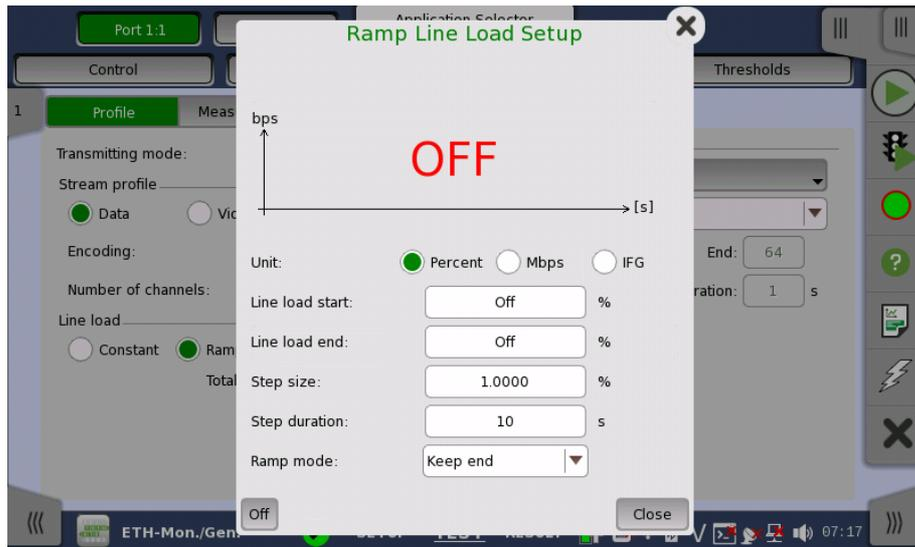 Application Selector
Port 1:1
Ramp Line Load Setup
Control
Thresholds
1
Profile
Meas
bps
OFF
[s]
Transmitting mode:
Stream profile
Data
Vic
Encoding:
End: 64
Number of channels:
ration: 1 s
Line load
Constant
Ram
Total
Unit: Percent Mbps IFG
Line load start: Off %
Line load end: Off %
Step size: 1.0000 %
Step duration: 10 s
Ramp mode: Keep end
Off
Close
ETH-Mon./Gen.
TEST
07:17